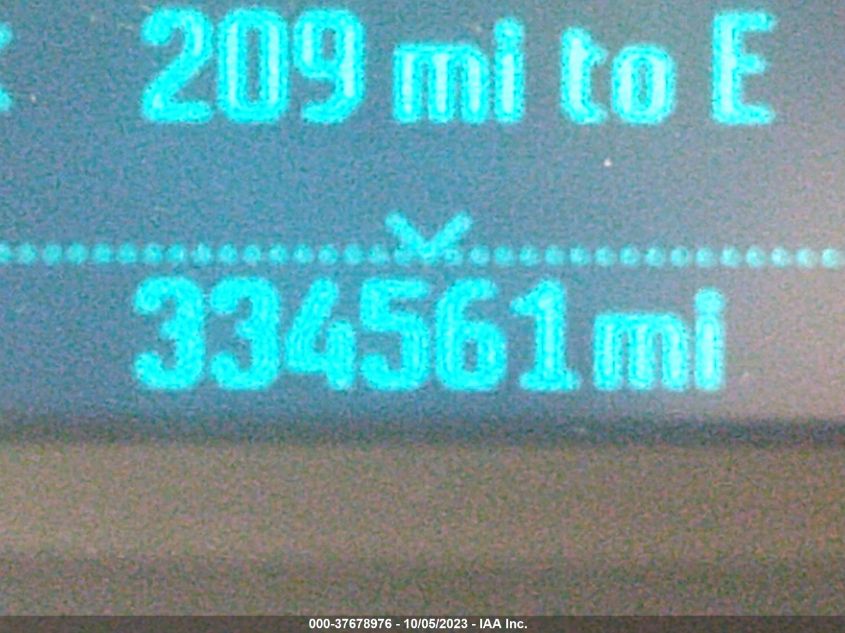 209 mi to E
334561 mi
000-37678976 - 10/05/2023 - IAA Inc.